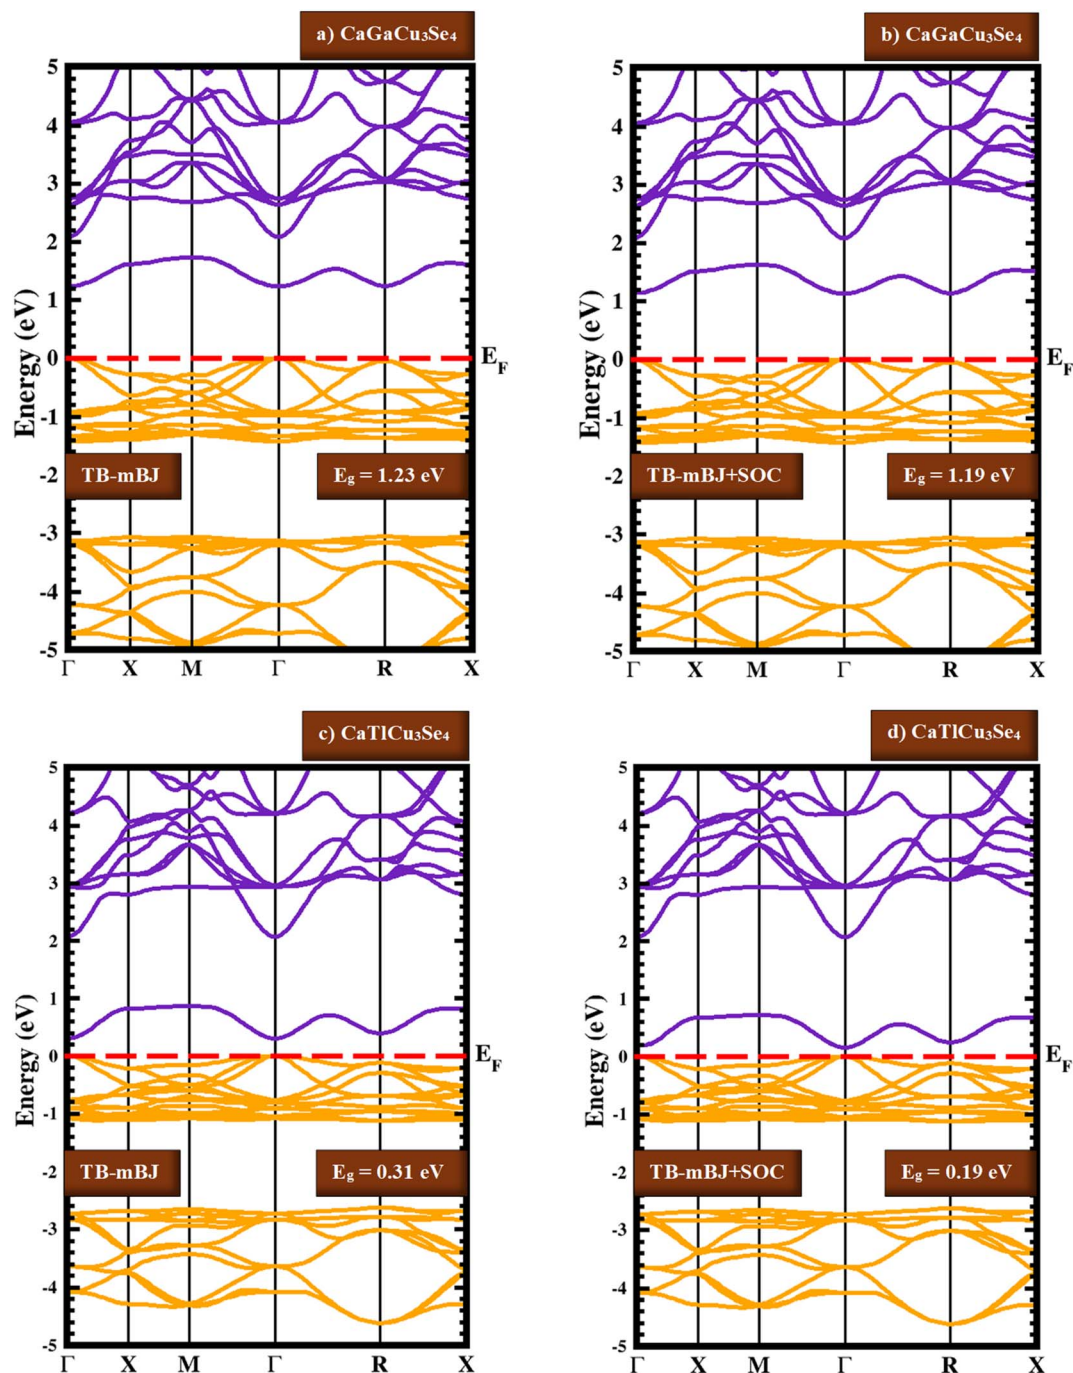 a) CaGaCu₃Se₄
b) CaGaCu₃Se₄
5
4
3
2
1
0
-1
-2
-3
-4
-5
Energy (eV)
E_F
TB-mBJ
E_g = 1.23 eV
Γ X M Γ R X
5
4
3
2
1
0
-1
-2
-3
-4
-5
Energy (eV)
E_F
TB-mBJ+SOC
E_g = 1.19 eV
Γ X M Γ R X
c) CaTlCu₃Se₄
d) CaTlCu₃Se₄
5
4
3
2
1
0
-1
-2
-3
-4
-5
Energy (eV)
E_F
TB-mBJ
E_g = 0.31 eV
Γ X M Γ R X
5
4
3
2
1
0
-1
-2
-3
-4
-5
Energy (eV)
E_F
TB-mBJ+SOC
E_g = 0.19 eV
Γ X M Γ R X